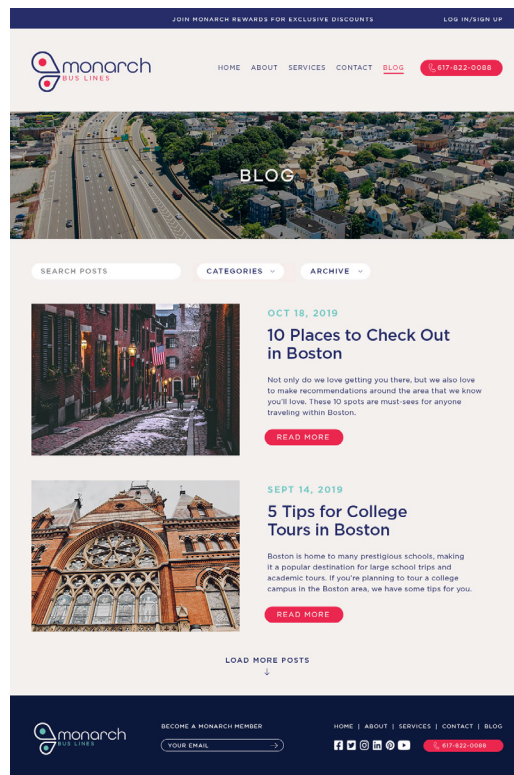 JOIN MONARCH REWARDS FOR EXCLUSIVE DISCOUNTS
LOG IN/SIGN UP
monarch
BUS LINES
HOME ABOUT SERVICES CONTACT BLOG
617-822-0088
BLOG
SEARCH POSTS
CATEGORIES
ARCHIVE
OCT 18, 2019
10 Places to Check Out
in Boston
Not only do we love getting you there, but we also love
to make recommendations around the area that we know
you'll love. These 10 spots are must-sees for anyone
traveling within Boston.
READ MORE
SEPT 14, 2019
5 Tips for College
Tours in Boston
Boston is home to many prestigious schools, making
it a popular destination for large school trips and
academic tours. If you're planning to tour a college
campus in the Boston area, we have some tips for you.
READ MORE
LOAD MORE POSTS
monarch
BUS LINES
BECOME A MONARCH MEMBER
YOUR EMAIL
HOME | ABOUT | SERVICES | CONTACT | BLOG
617-822-0088